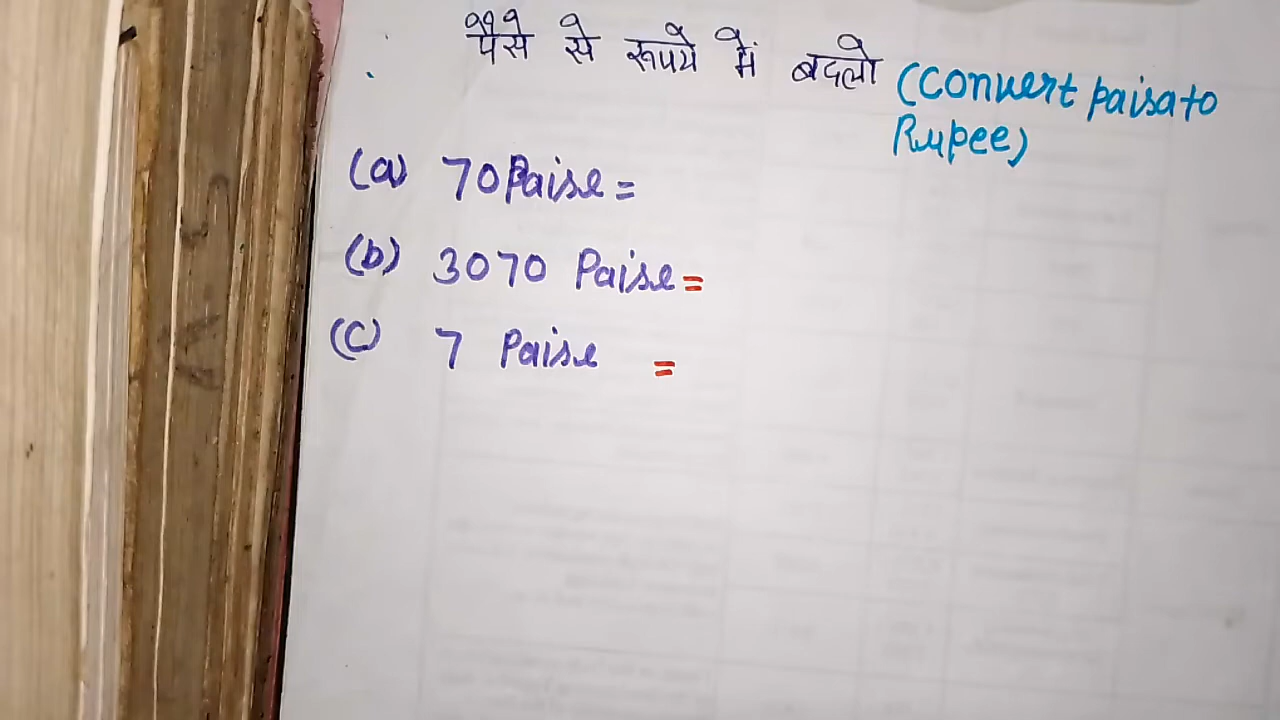 पैसे से रूपये में बदलो (Convert paisa to
Rupee)
(a) 70 Paise =
(b) 3070 Paise =
(c) 7 Paise =